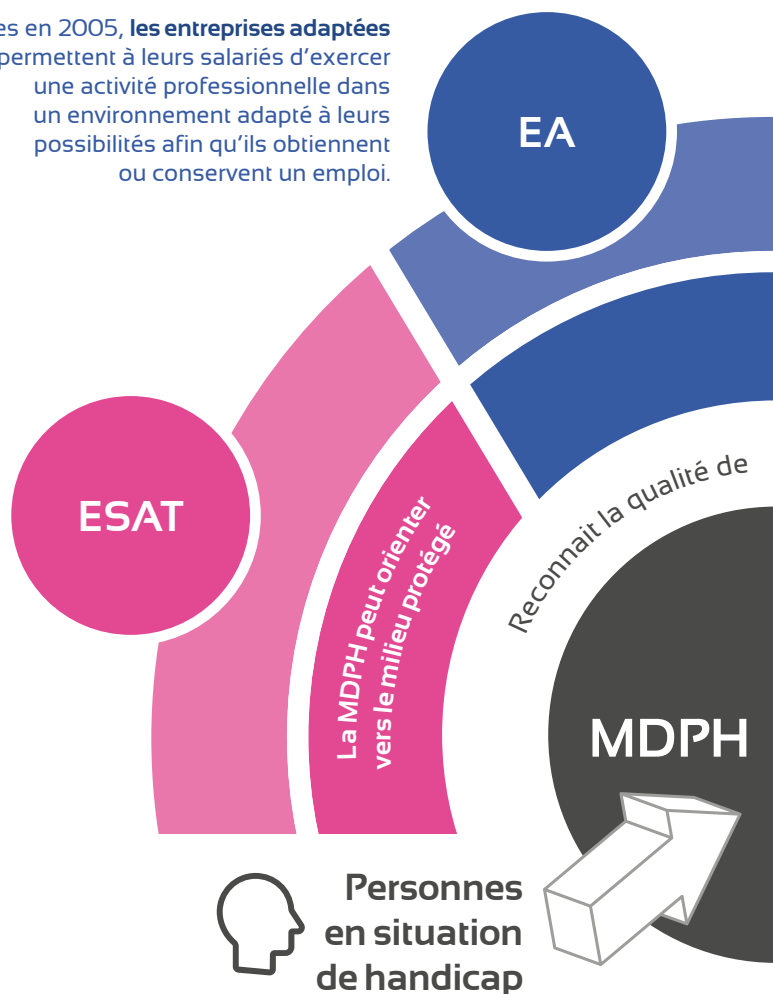 es en 2005, les entreprises adaptées
permettent à leurs salariés d’exercer
une activité professionnelle dans
un environnement adapté à leurs
possibilités afin qu’ils obtiennent
ou conservent un emploi.
EA
ESAT
La MDPH peut orienter
vers le milieu protégé
Reconnait la qualité de
MDPH
Personnes
en situation
de handicap